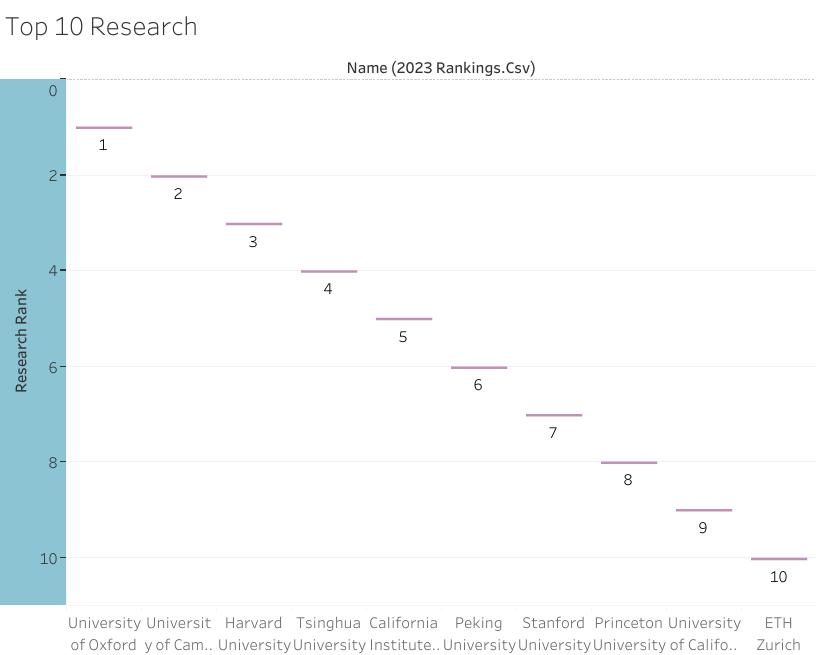 Top 10 Research
Name (2023 Rankings.Csv)
Research Rank
0
2
4
6
8
10
1
2
3
4
5
6
7
8
9
10
University of Oxford
Universit y of Cam..
Harvard University
Tsinghua University
California Institute..
Peking University
Stanford University
Princeton University
University of Califo..
ETH Zurich